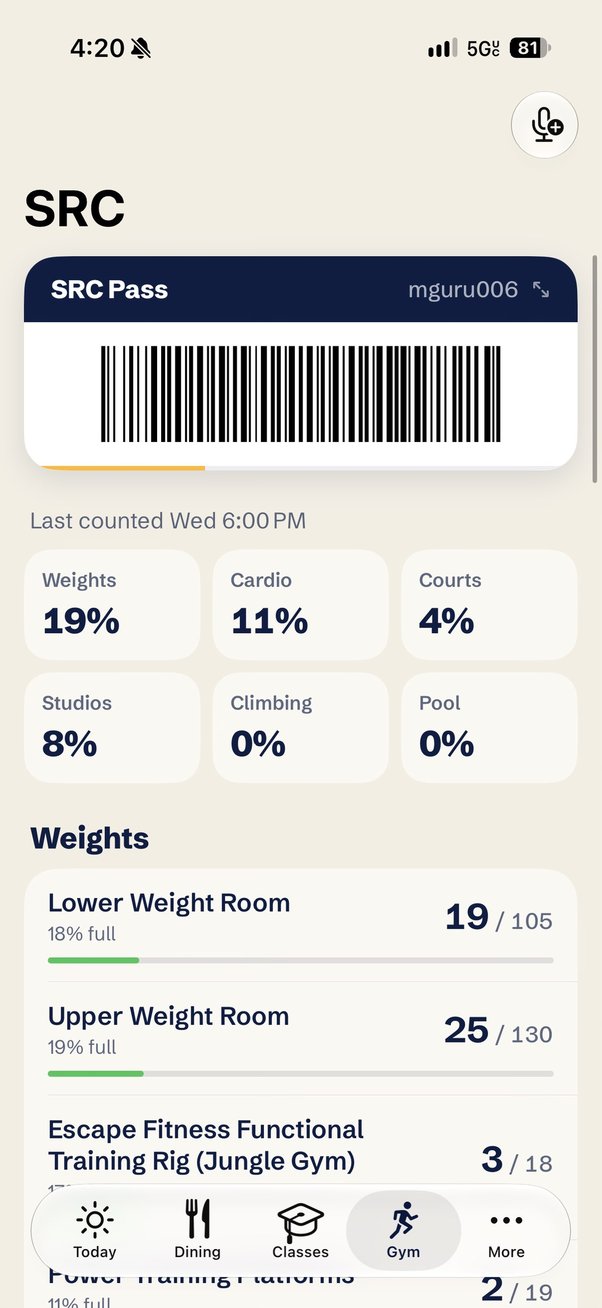 4:20
5G UC
81
SRC
SRC Pass mguru006
Last counted Wed 6:00 PM
Weights Cardio Courts
19% 11% 4%
Studios Climbing Pool
8% 0% 0%
Weights
Lower Weight Room
19 / 105
18% full
Upper Weight Room
25 / 130
19% full
Escape Fitness Functional
Training Rig (Jungle Gym)
3 / 18
Today Dining Classes Gym More
Power Training Platforms
2 / 19
11% full